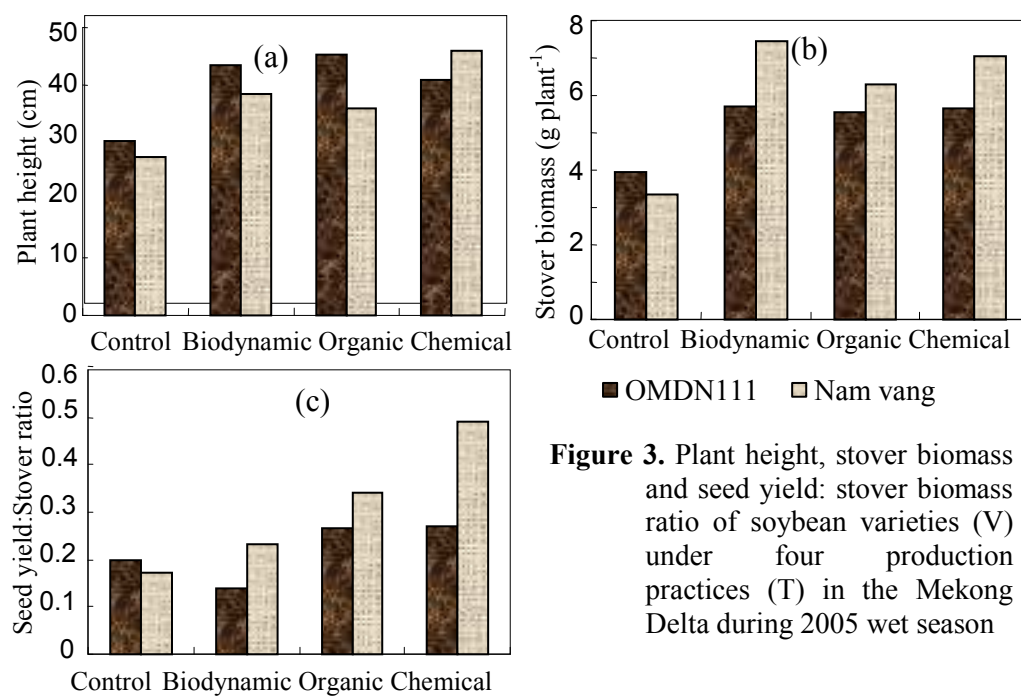 50
40
30
20
10
0
Plant height (cm)
(a)
Control Biodynamic Organic Chemical
8
6
4
2
0
Stover biomass (g plant⁻¹)
(b)
Control Biodynamic Organic Chemical
OMDN111 Nam vang
0.6
0.5
0.4
0.3
0.2
0.1
0
Seed yield:Stover ratio
(c)
Control Biodynamic Organic Chemical
Figure 3. Plant height, stover biomass
and seed yield: stover biomass
ratio of soybean varieties (V)
under four production
practices (T) in the Mekong
Delta during 2005 wet season